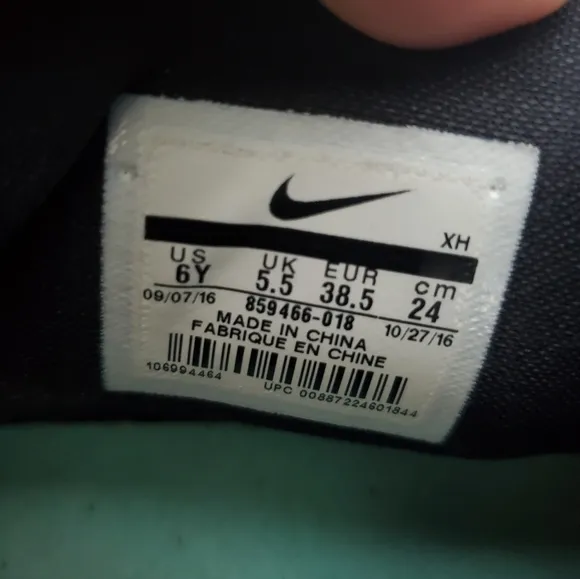 XH
US UK EUR cm
6Y 5.5 38.5 24
09/07/16 859466-018 10/27/16
MADE IN CHINA
FABRIQUE EN CHINE
106994464
UPC 00887224601844